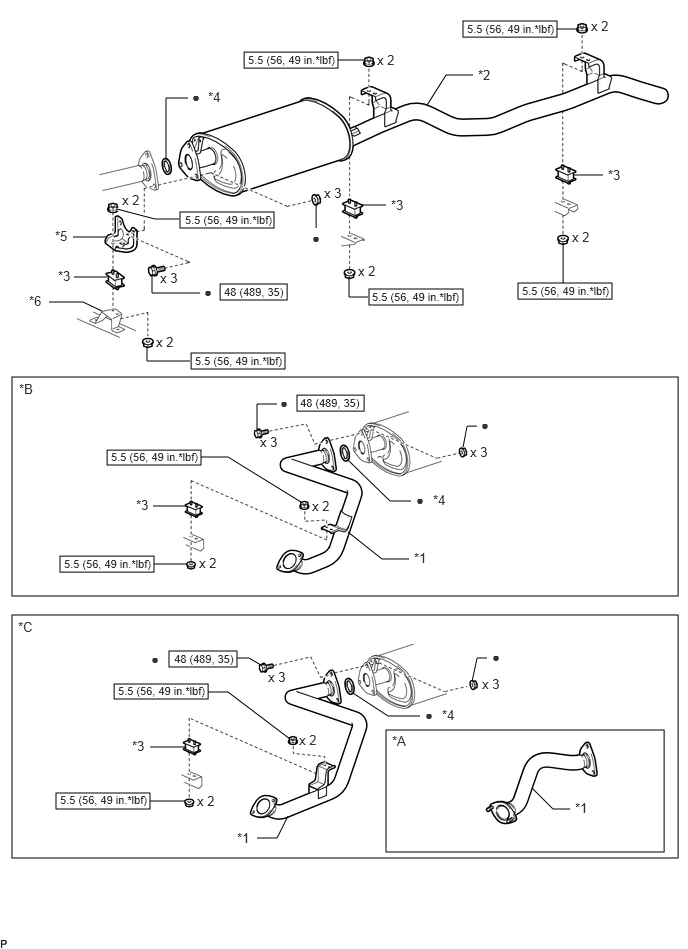 5.5 (56, 49 in.*lbf) x 2
5.5 (56, 49 in.*lbf) x 2
*2
*4
*3
x 3
x 2
*3
5.5 (56, 49 in.*lbf)
*5
x 2
x 2
*3
x 3
5.5 (56, 49 in.*lbf)
48 (489, 35)
5.5 (56, 49 in.*lbf)
*6
x 2
5.5 (56, 49 in.*lbf)
*B
48 (489, 35)
x 3
x 3
5.5 (56, 49 in.*lbf)
*4
*3
x 2
*1
5.5 (56, 49 in.*lbf) x 2
*C
48 (489, 35)
x 3
x 3
5.5 (56, 49 in.*lbf)
*4
*3
x 2
*A
5.5 (56, 49 in.*lbf) x 2
*1
*1
P